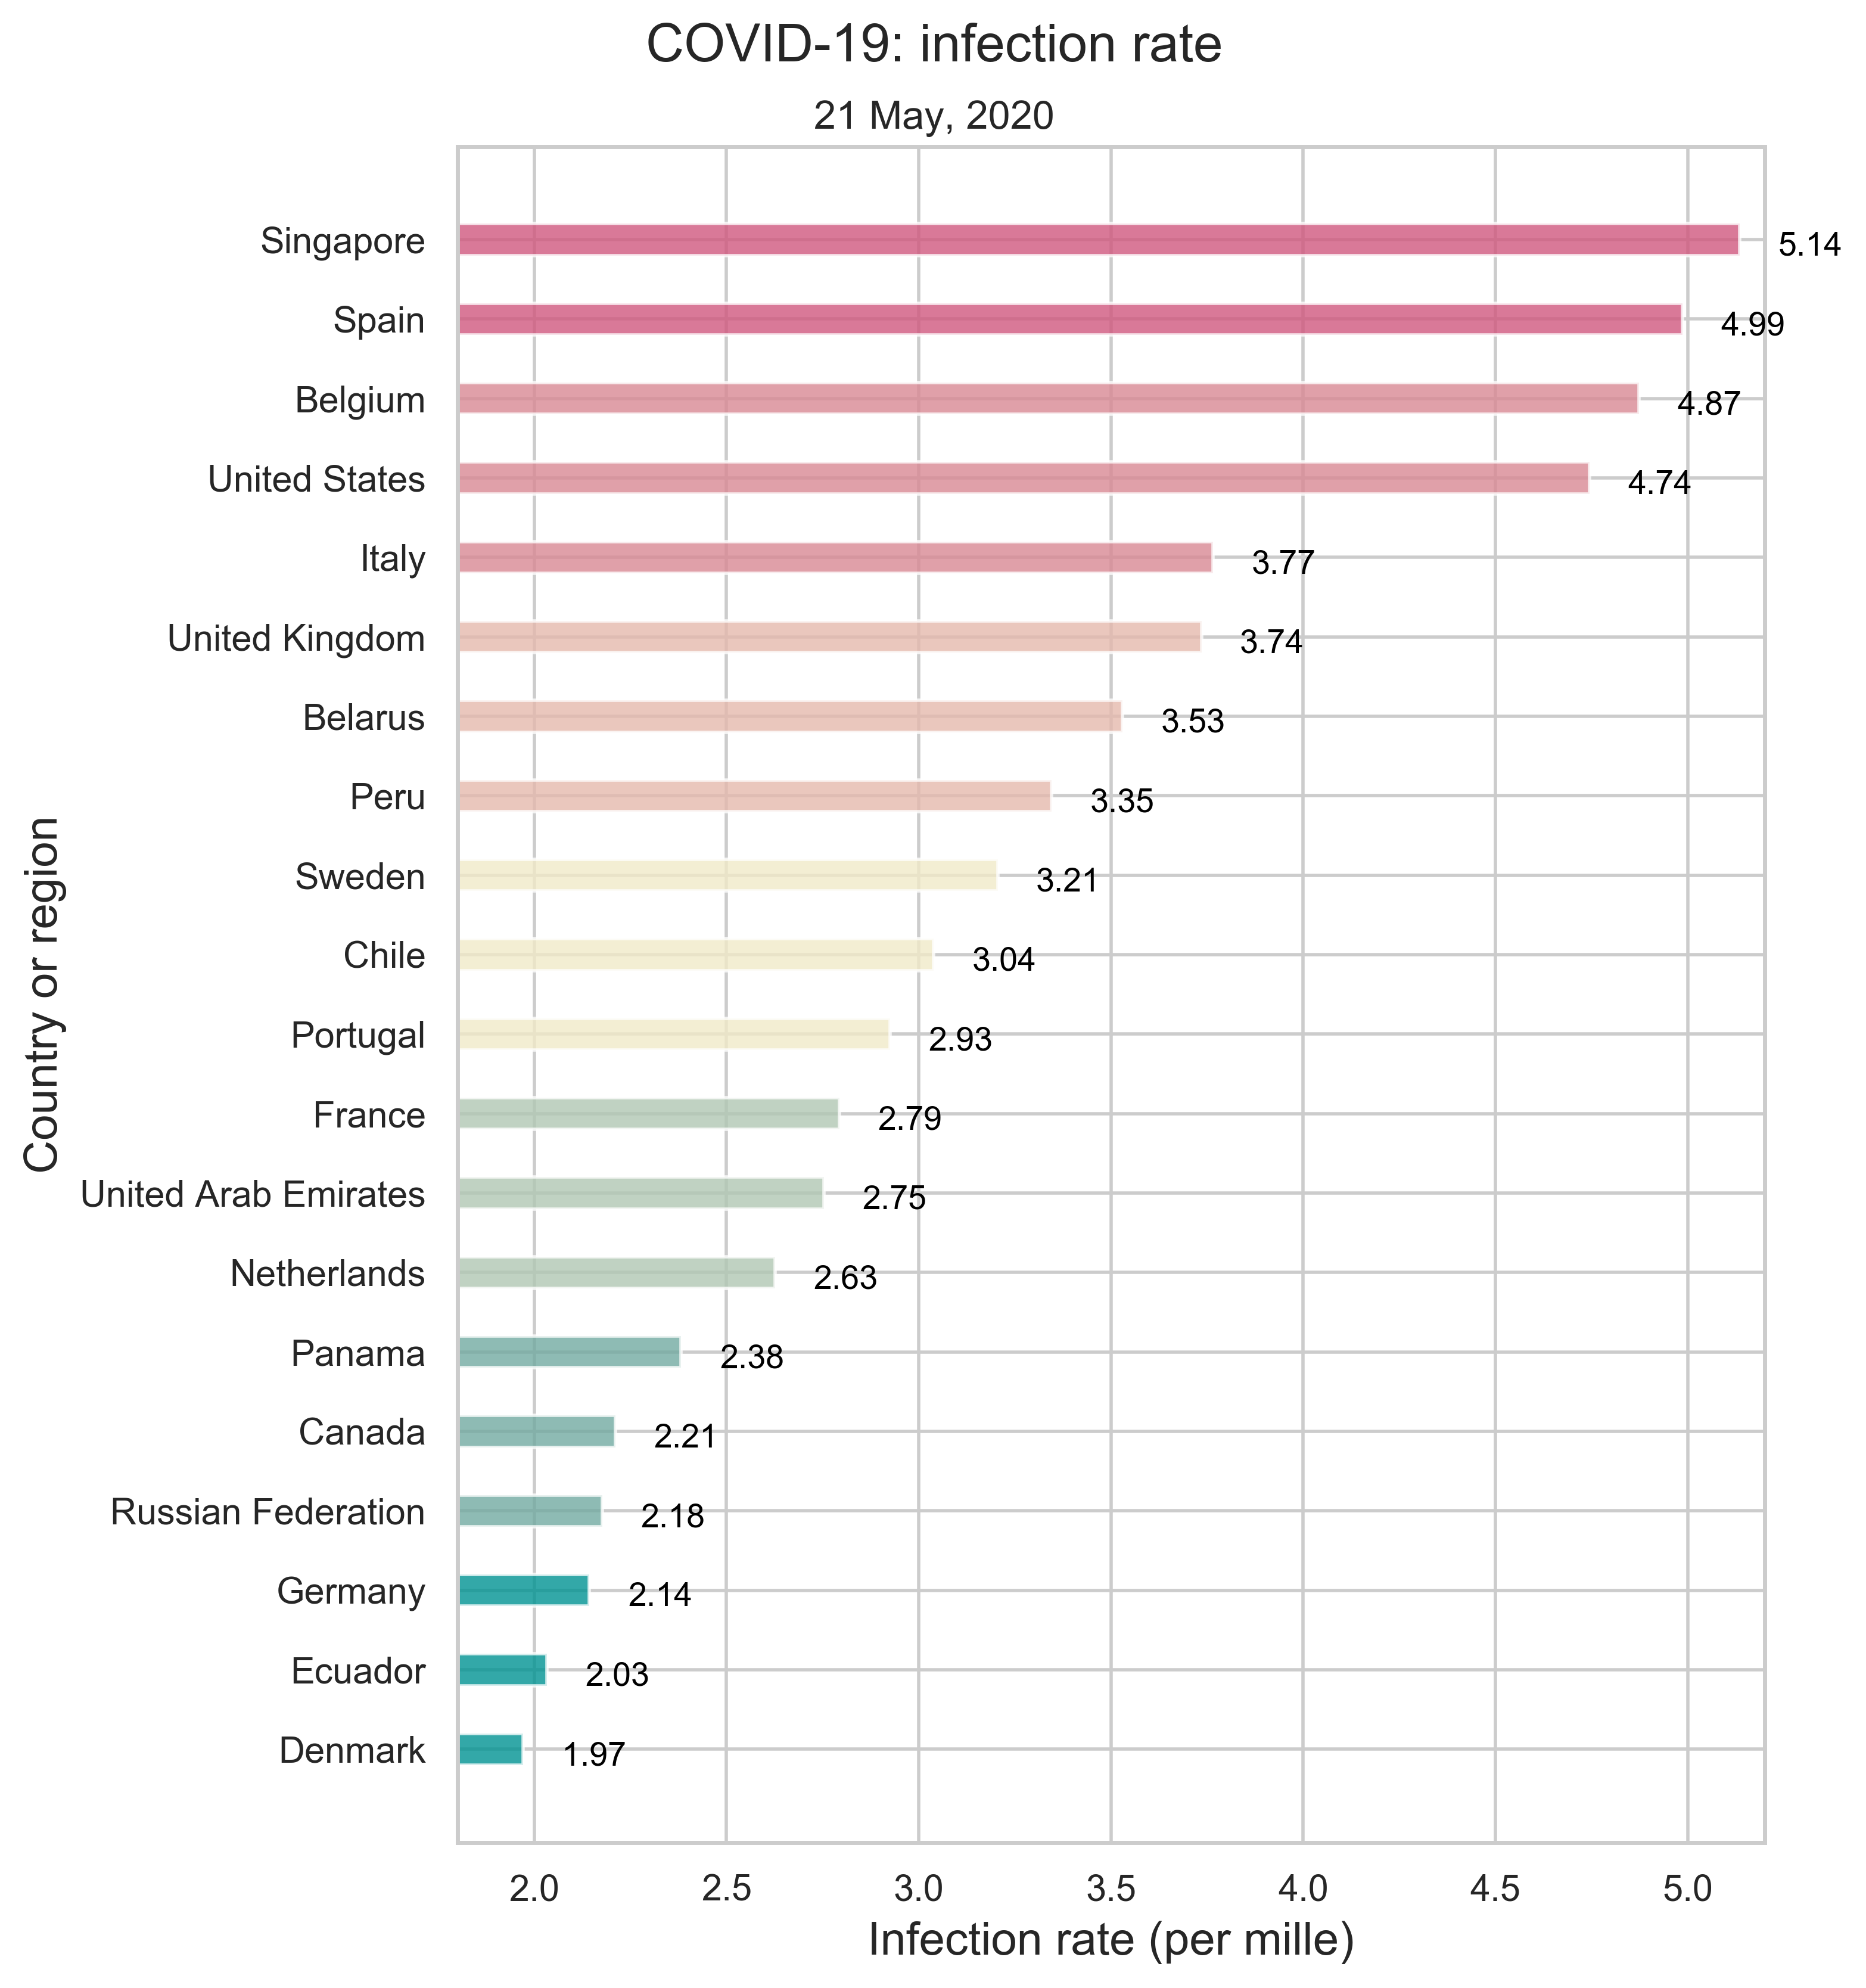 COVID-19: infection rate
21 May, 2020
Singapore 5.14
Spain 4.99
Belgium 4.87
United States 4.74
Italy 3.77
United Kingdom 3.74
Belarus 3.53
Peru 3.35
Sweden 3.21
Chile 3.04
Portugal 2.93
France 2.79
United Arab Emirates 2.75
Netherlands 2.63
Panama 2.38
Canada 2.21
Russian Federation 2.18
Germany 2.14
Ecuador 2.03
Denmark 1.97
Country or region
2.0 2.5 3.0 3.5 4.0 4.5 5.0
Infection rate (per mille)